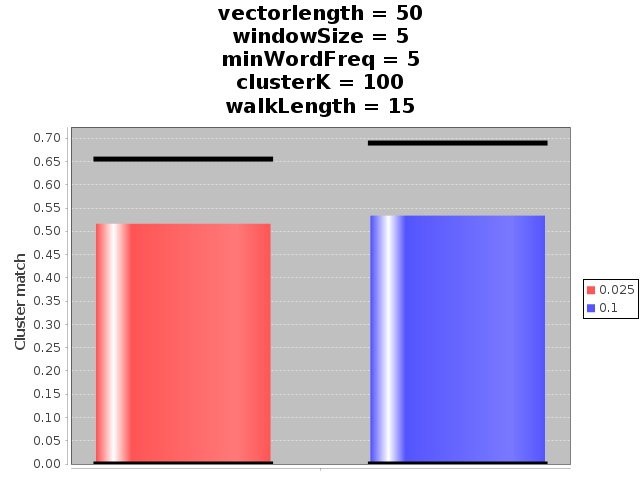 vectorlength = 50
windowSize = 5
minWordFreq = 5
clusterK = 100
walkLength = 15
0.70
0.65
0.60
0.55
0.50
0.45
0.40
0.35
0.30
0.25
0.20
0.15
0.10
0.05
0.00
Cluster match
0.025
0.1